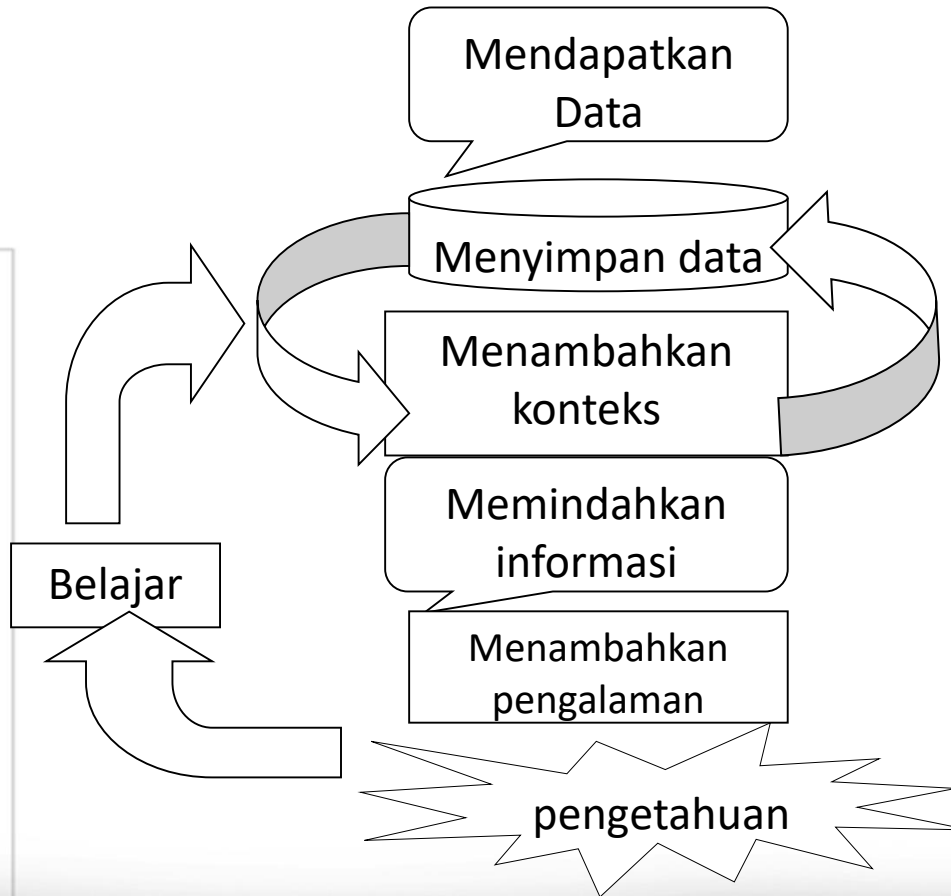 Mendapatkan
Data
Menyimpan data
Menambahkan
konteks
Memindahkan
informasi
Belajar
Menambahkan
pengalaman
pengetahuan